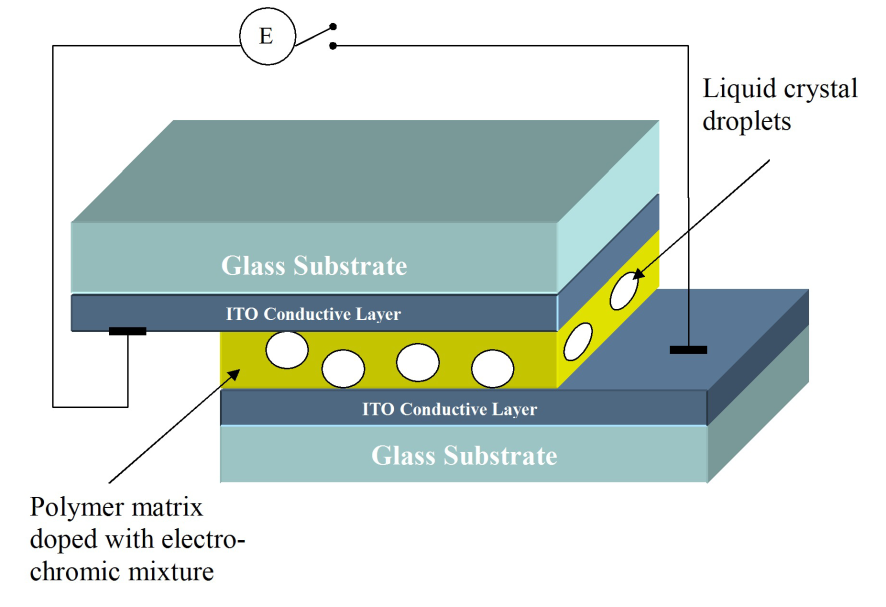 E
Liquid crystal
droplets
Glass Substrate
ITO Conductive Layer
ITO Conductive Layer
Glass Substrate
Polymer matrix
doped with electro-
chromic mixture